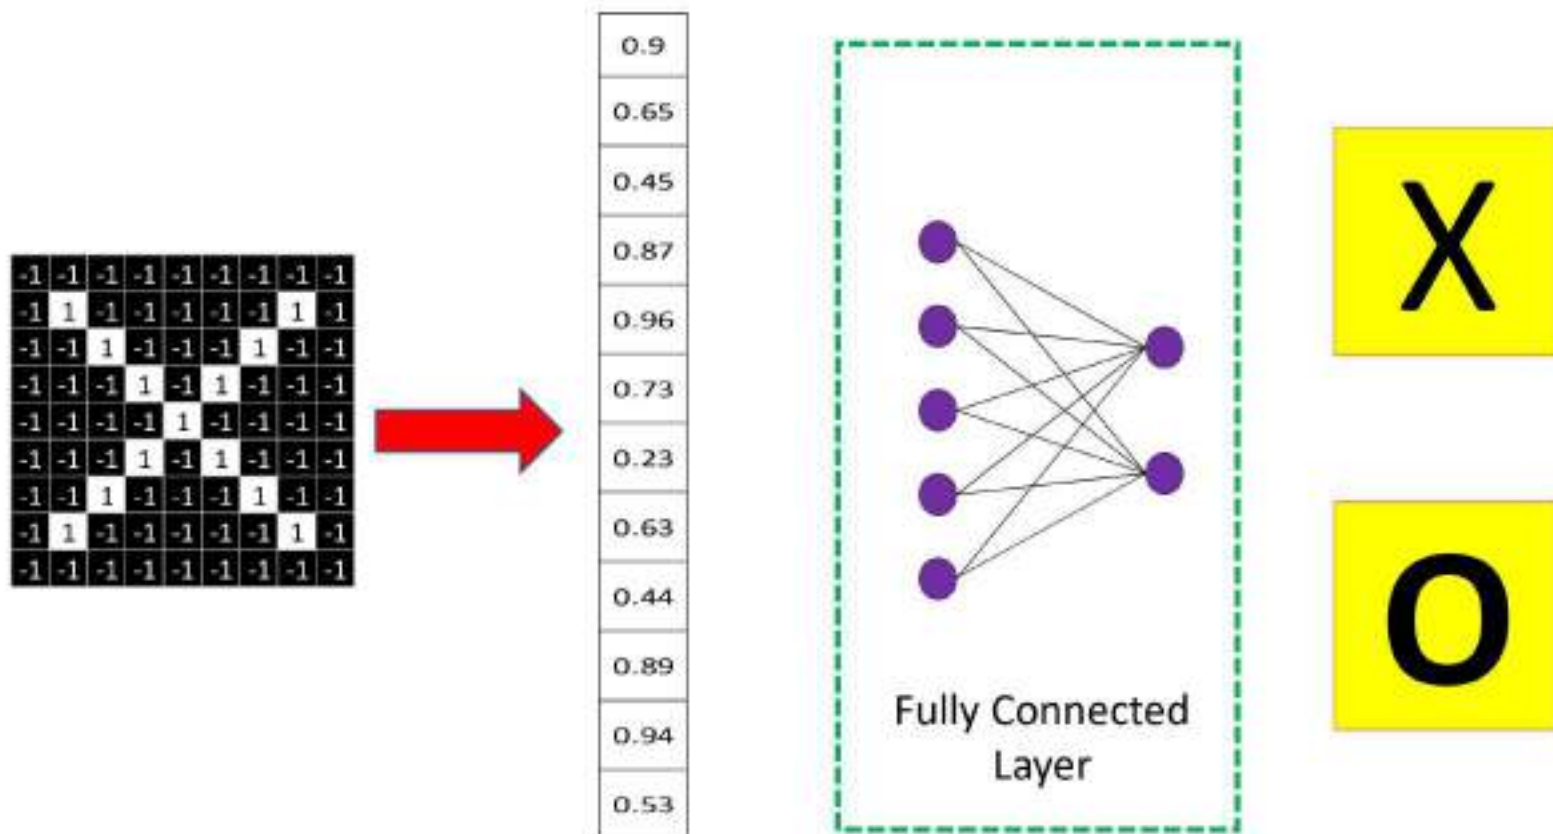 -1 -1 -1 -1 -1 -1 -1 -1 -1
-1 1 -1 -1 -1 -1 -1 1 -1
-1 -1 1 -1 -1 -1 1 -1 -1
-1 -1 -1 1 -1 1 -1 -1 -1
-1 -1 -1 -1 1 -1 -1 -1 -1
-1 -1 -1 1 -1 1 -1 -1 -1
-1 -1 1 -1 -1 -1 1 -1 -1
-1 1 -1 -1 -1 -1 -1 1 -1
-1 -1 -1 -1 -1 -1 -1 -1 -1
0.9
0.65
0.45
0.87
0.96
0.73
0.23
0.63
0.44
0.89
0.94
0.53
Fully Connected
Layer
X
O